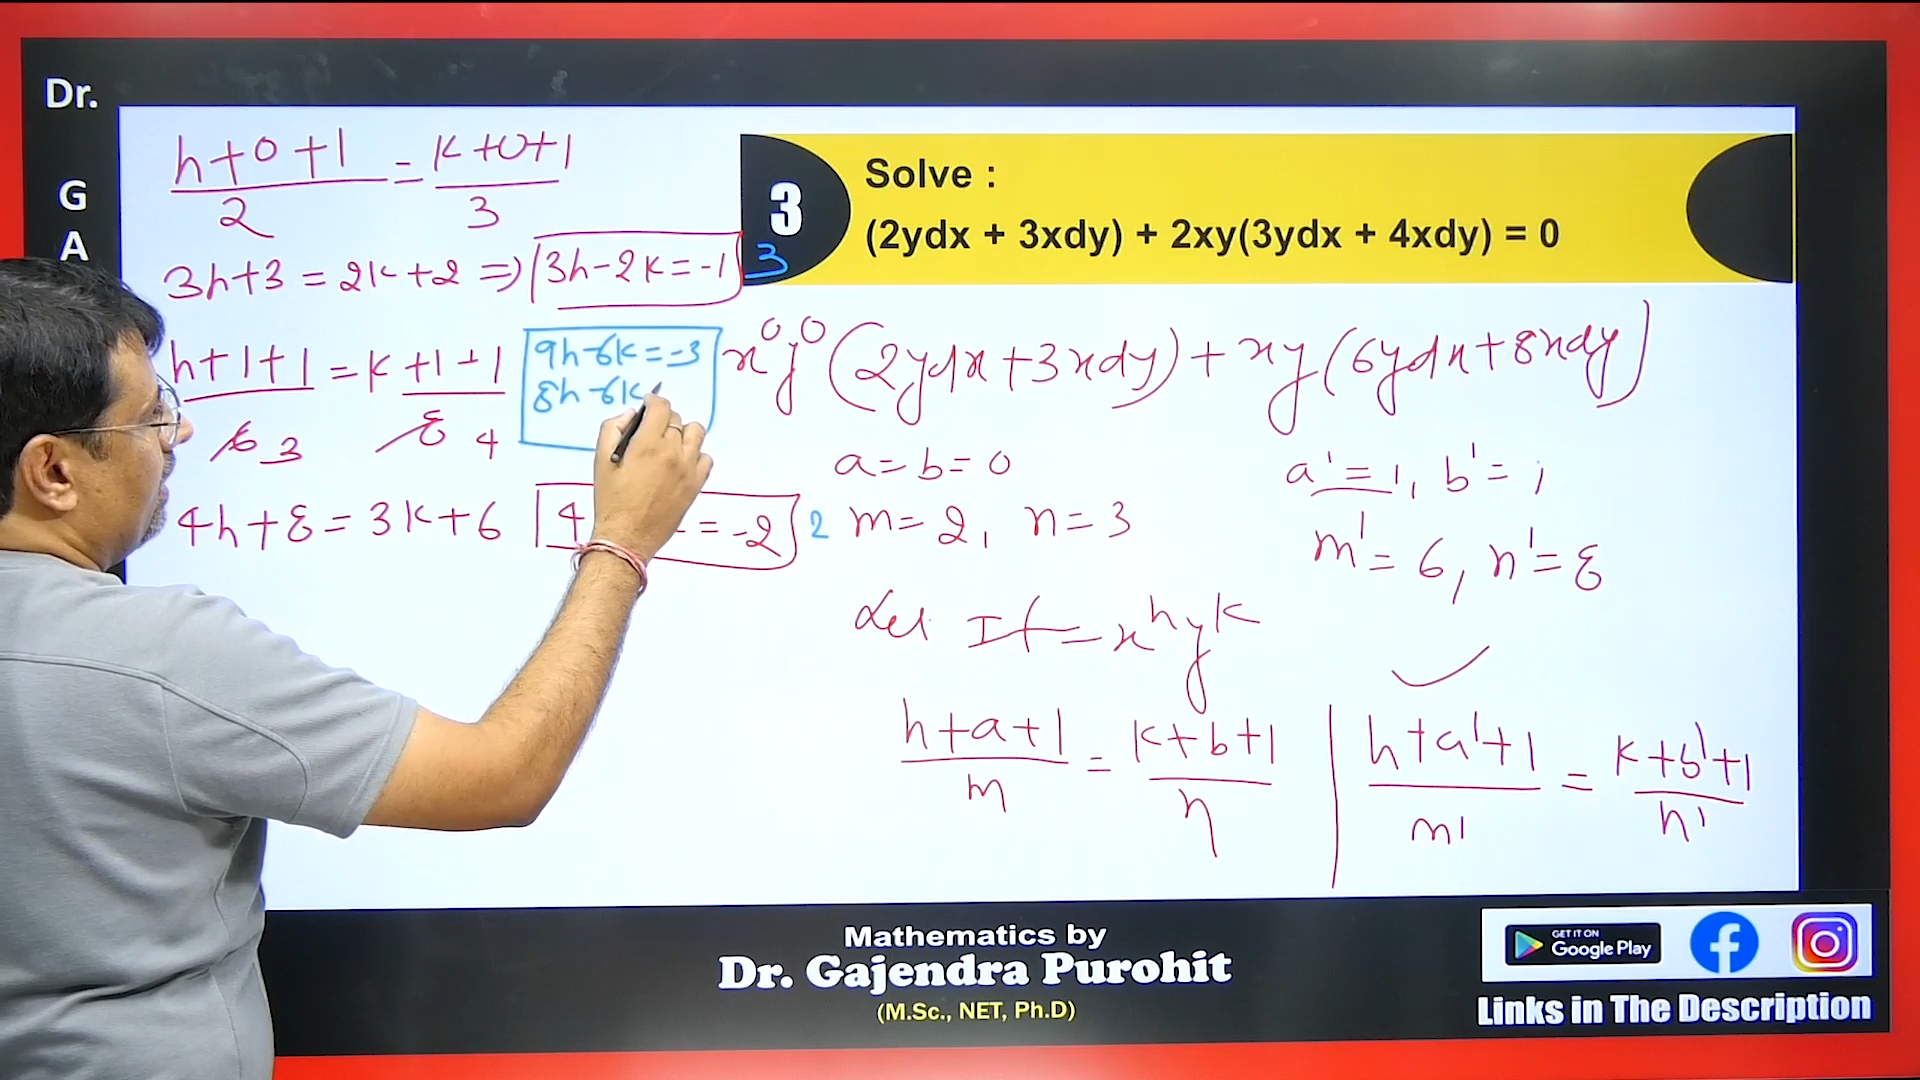 Dr.
G
A
3
Solve :
(2ydx + 3xdy) + 2xy(3ydx + 4xdy) = 0
h+0+1/2 = k+0+1/3
3h+3 = 2k+2 => 3h-2k=-1 3
h+1+1/6 3 = k+1+1/8 4
9h-6k=-3
8h-6k
4h+8=3k+6 4 = -2 2
x^0y^0(2ydx+3xdy)+xy(6ydx+8xdy)
a=b=0
m=2, n=3
a'=1, b'=1
m'=6, n'=8
Let If = x^h y^k
h+a+1/m = k+b+1/n | h+a'+1/m' = k+b'+1/n'
Mathematics by
Dr. Gajendra Purohit
(M.Sc., NET, Ph.D)
GET IT ON
Google Play
Links in The Description